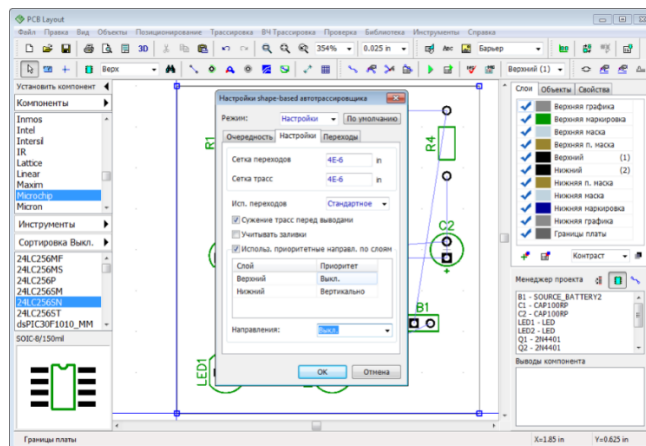 PCB Layout
Файл Правка Вид Объекты Позиционирование Трассировка ВЧ Трассировка Проверка Библиотека Инструменты Справка
3D 354% 0.025 in Abc Барьер
Верх Верхний (1)
Установить компонент
Компоненты
Inmos
Intel
Intersil
IR
Lattice
Linear
Maxim
Microchip
Micron
Инструменты
Сортировка Выкл.
24LC256MF
24LC256MS
24LC256P
24LC256SM
24LC256SN
24LC256ST
dsPIC30F1010_MM
SOIC-8/150mil
Границы платы
Настройки shape-based автотрассировщика
Режим: Настройки По умолчанию
Очередность Настройки Переходы
Сетка переходов 4E-6 in
Сетка трасс 4E-6 in
Исп. переходов Стандартное
Сужение трасс перед выводами
Учитывать заливки
Использ. приоритетные направл. по слоям
Слой Приоритет
Верхний Выкл.
Нижний Вертикально
Направления: Выкл.
OK Отмена
R4
C2
+
B1
LED1
Слои Объекты Свойства
Верхняя графика
Верхняя маркировка
Верхняя маска
Верхняя п. маска
Верхний (1)
Нижний (2)
Нижняя п. маска
Нижняя маска
Нижняя маркировка
Нижняя графика
Границы платы
Контраст
Менеджер проекта
B1 - SOURCE_BATTERY2
C1 - CAP100RP
C2 - CAP100RP
LED1 - LED
LED2 - LED
Q1 - 2N4401
Q2 - 2N4401
Выводы компонента
X=1.85 in Y=0.625 in